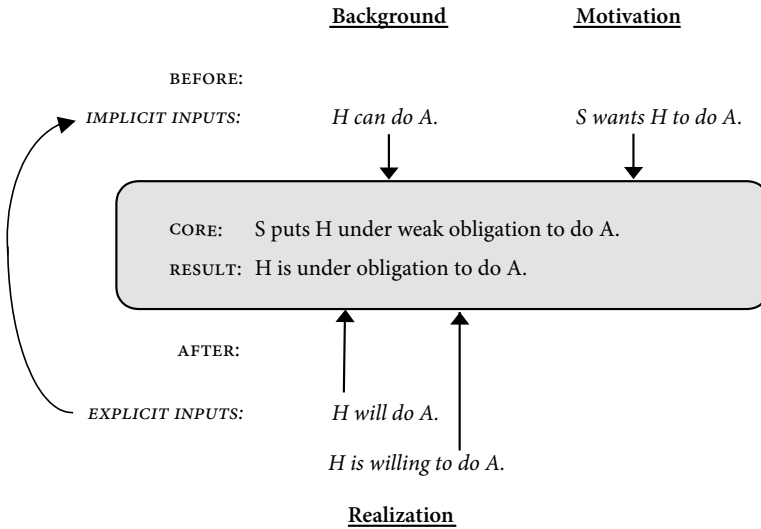 Background Motivation
BEFORE:
IMPLICIT INPUTS: H can do A. S wants H to do A.
CORE: S puts H under weak obligation to do A.
RESULT: H is under obligation to do A.
AFTER:
EXPLICIT INPUTS: H will do A.
H is willing to do A.
Realization